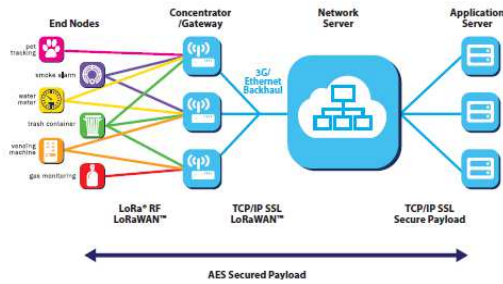 End Nodes
Concentrator
/Gateway
Network
Server
Application
Server
pet
tracking
smoke alarm
water
meter
trash container
vending
machine
gas monitoring
3G/
Ethernet
Backhaul
LoRa® RF
LoRaWAN™
TCP/IP SSL
LoRaWAN™
TCP/IP SSL
Secure Payload
AES Secured Payload